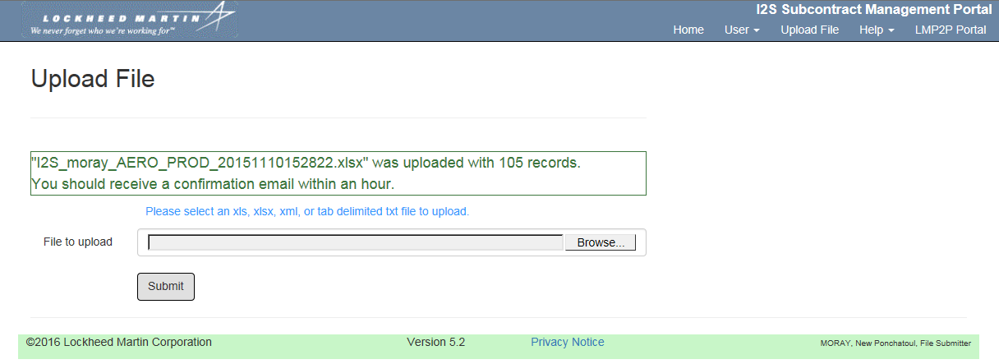 LOCKHEED MARTIN
We never forget who we're working for℠
I2S Subcontract Management Portal
Home User Upload File Help LMP2P Portal
Upload File
"I2S_moray_AERO_PROD_20151110152822.xlsx" was uploaded with 105 records.
You should receive a confirmation email within an hour.
Please select an xls, xlsx, xml, or tab delimited txt file to upload.
File to upload Browse...
Submit
©2016 Lockheed Martin Corporation Version 5.2 Privacy Notice MORAY, New Ponchatoul, File Submitter